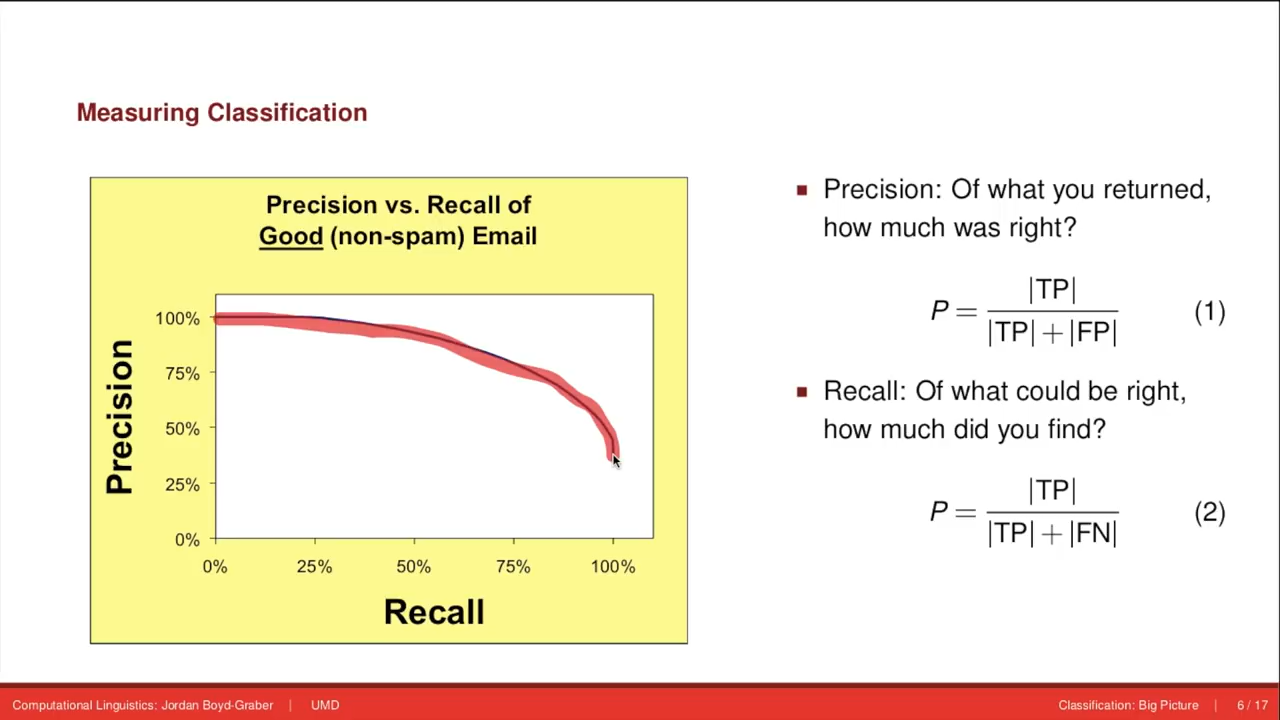 Measuring Classification
Precision vs. Recall of
Good (non-spam) Email
Precision
100%
75%
50%
25%
0%
0% 25% 50% 75% 100%
Recall
■ Precision: Of what you returned,
how much was right?
P = |TP| / |TP| + |FP| (1)
■ Recall: Of what could be right,
how much did you find?
P = |TP| / |TP| + |FN| (2)
Computational Linguistics: Jordan Boyd-Graber | UMD Classification: Big Picture | 6 / 17